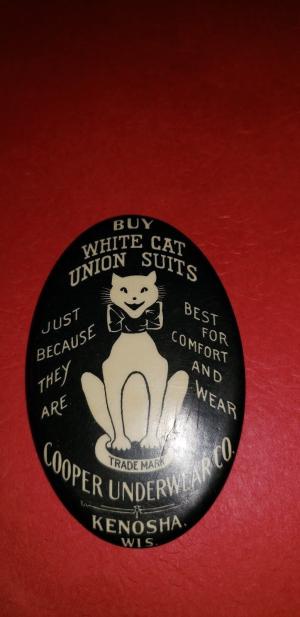 BUY
WHITE CAT
UNION SUITS
JUST
BECAUSE
THEY
ARE
BEST
FOR
COMFORT
AND
WEAR
TRADE MARK
COOPER UNDERWEAR CO.
KENOSHA,
WIS.